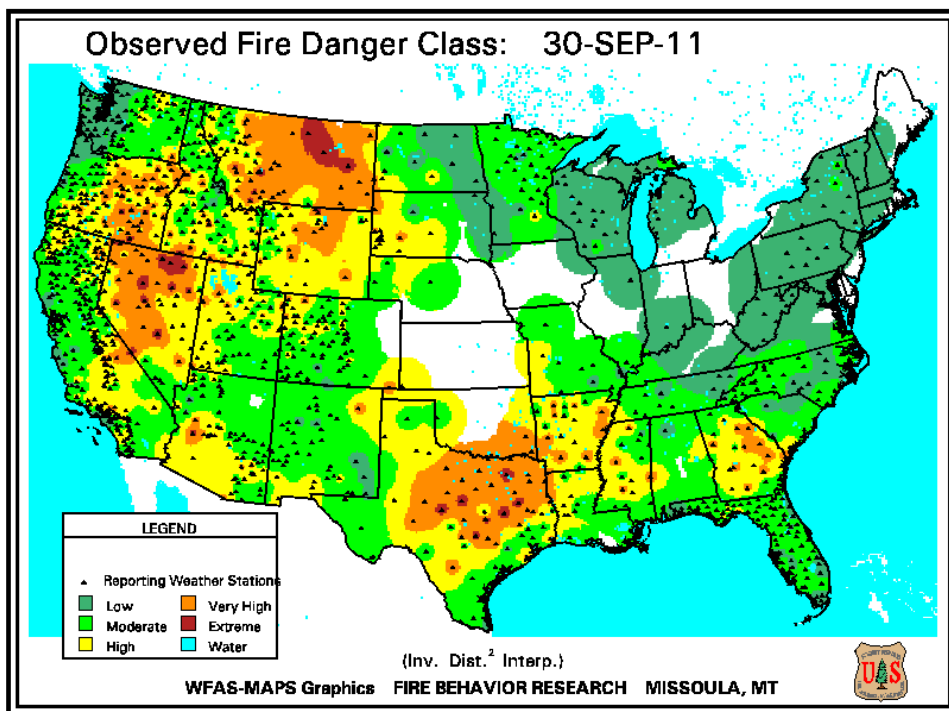 Observed Fire Danger Class: 30-SEP-11
LEGEND
Reporting Weather Stations
Low
Very High
Moderate
Extreme
High
Water
(Inv. Dist.² Interp.)
WFAS-MAPS Graphics FIRE BEHAVIOR RESEARCH MISSOULA, MT
U S